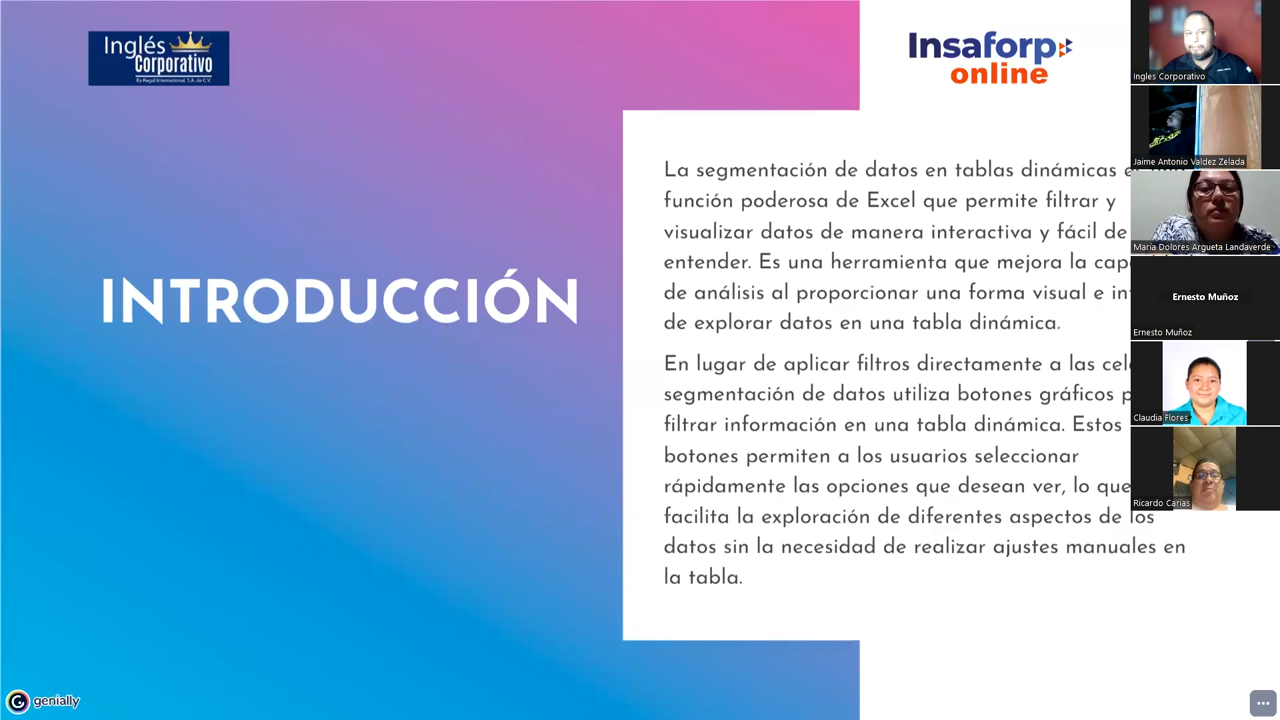 Inglés
Corporativo
By Regal International, S.A. de C.V.
Insaforp
online
INTRODUCCIÓN
La segmentación de datos en tablas dinámicas
función poderosa de Excel que permite filtrar y
visualizar datos de manera interactiva y fácil de
entender. Es una herramienta que mejora la
de análisis al proporcionar una forma visual e
de explorar datos en una tabla dinámica.
En lugar de aplicar filtros directamente a las
segmentación de datos utiliza botones gráficos
filtrar información en una tabla dinámica. Estos
botones permiten a los usuarios seleccionar
rápidamente las opciones que desean ver, lo que
facilita la exploración de diferentes aspectos de los
datos sin la necesidad de realizar ajustes manuales en
la tabla.
Ingles Corporativo
Jaime Antonio Valdez Zelada
María Dolores Argueta Landaverde
Ernesto Muñoz
Ernesto Muñoz
Claudia Flores
Ricardo Carias
genially